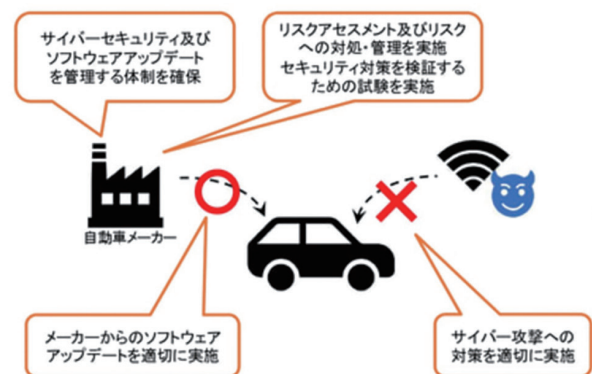 サイバーセキュリティ及び
ソフトウェアアップデート
を管理する体制を確保
リスクアセスメント及びリスク
への対処・管理を実施
セキュリティ対策を検証する
ための試験を実施
自動車メーカー
メーカーからのソフトウェア
アップデートを適切に実施
サイバー攻撃への
対策を適切に実施